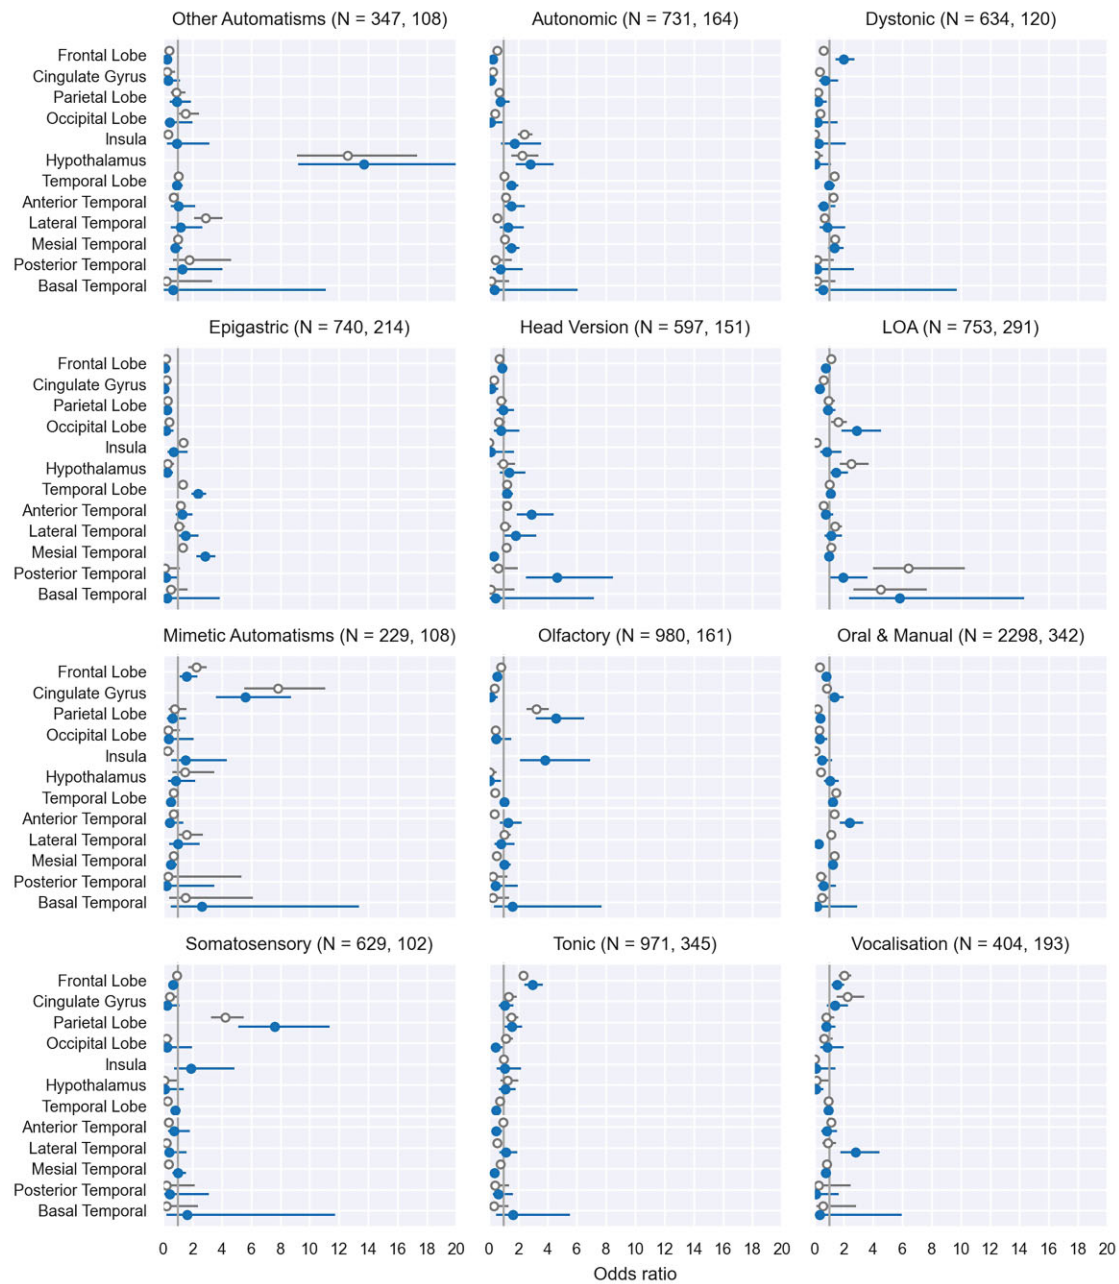 Other Automatisms (N = 347, 108) Autonomic (N = 731, 164) Dystonic (N = 634, 120)
Frontal Lobe
Cingulate Gyrus
Parietal Lobe
Occipital Lobe
Insula
Hypothalamus
Temporal Lobe
Anterior Temporal
Lateral Temporal
Mesial Temporal
Posterior Temporal
Basal Temporal
Epigastric (N = 740, 214) Head Version (N = 597, 151) LOA (N = 753, 291)
Frontal Lobe
Cingulate Gyrus
Parietal Lobe
Occipital Lobe
Insula
Hypothalamus
Temporal Lobe
Anterior Temporal
Lateral Temporal
Mesial Temporal
Posterior Temporal
Basal Temporal
Mimetic Automatisms (N = 229, 108) Olfactory (N = 980, 161) Oral & Manual (N = 2298, 342)
Frontal Lobe
Cingulate Gyrus
Parietal Lobe
Occipital Lobe
Insula
Hypothalamus
Temporal Lobe
Anterior Temporal
Lateral Temporal
Mesial Temporal
Posterior Temporal
Basal Temporal
Somatosensory (N = 629, 102) Tonic (N = 971, 345) Vocalisation (N = 404, 193)
Frontal Lobe
Cingulate Gyrus
Parietal Lobe
Occipital Lobe
Insula
Hypothalamus
Temporal Lobe
Anterior Temporal
Lateral Temporal
Mesial Temporal
Posterior Temporal
Basal Temporal
0 2 4 6 8 10 12 14 16 18 20 0 2 4 6 8 10 12 14 16 18 20 0 2 4 6 8 10 12 14 16 18 20
Odds ratio